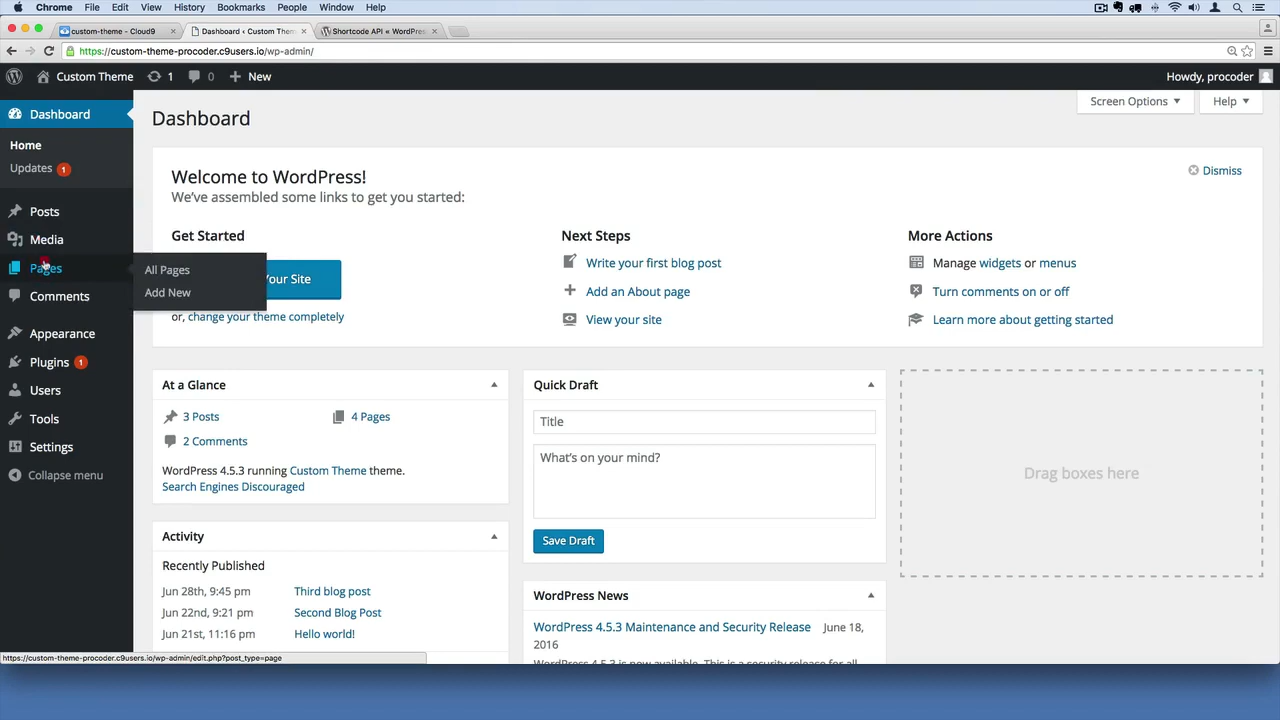 Chrome File Edit View History Bookmarks People Window Help
custom-theme - Cloud9
Dashboard ‹ Custom Them
Shortcode API « WordPres
https://custom-theme-procoder.c9users.io/wp-admin/
Custom Theme 1 0 New
Howdy, procoder
Dashboard
Home
Updates 1
Posts
Media
Pages
Comments
Appearance
Plugins 1
Users
Tools
Settings
Collapse menu
All Pages
Add New
Screen Options
Help
Dashboard
Welcome to WordPress!
We've assembled some links to get you started:
Dismiss
Get Started
our Site
or, change your theme completely
Next Steps
Write your first blog post
Add an About page
View your site
More Actions
Manage widgets or menus
Turn comments on or off
Learn more about getting started
At a Glance
3 Posts
4 Pages
2 Comments
WordPress 4.5.3 running Custom Theme theme.
Search Engines Discouraged
Activity
Recently Published
Jun 28th, 9:45 pm Third blog post
Jun 22nd, 9:21 pm Second Blog Post
Jun 21st, 11:16 pm Hello world!
Quick Draft
Title
What's on your mind?
Save Draft
WordPress News
WordPress 4.5.3 Maintenance and Security Release June 18,
2016
WordPress 4.5.3 is now available. This is a security release for all
Drag boxes here
https://custom-theme-procoder.c9users.io/wp-admin/edit.php?post_type=page